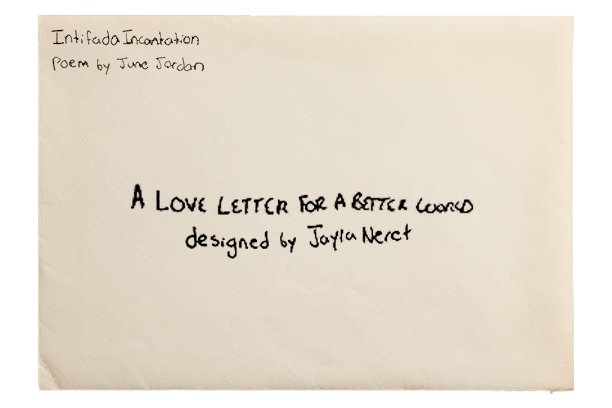 Intifada Incantation
Poem by June Jordan
A LOVE LETTER FOR A BETTER WORLD
designed by Jayla Neret